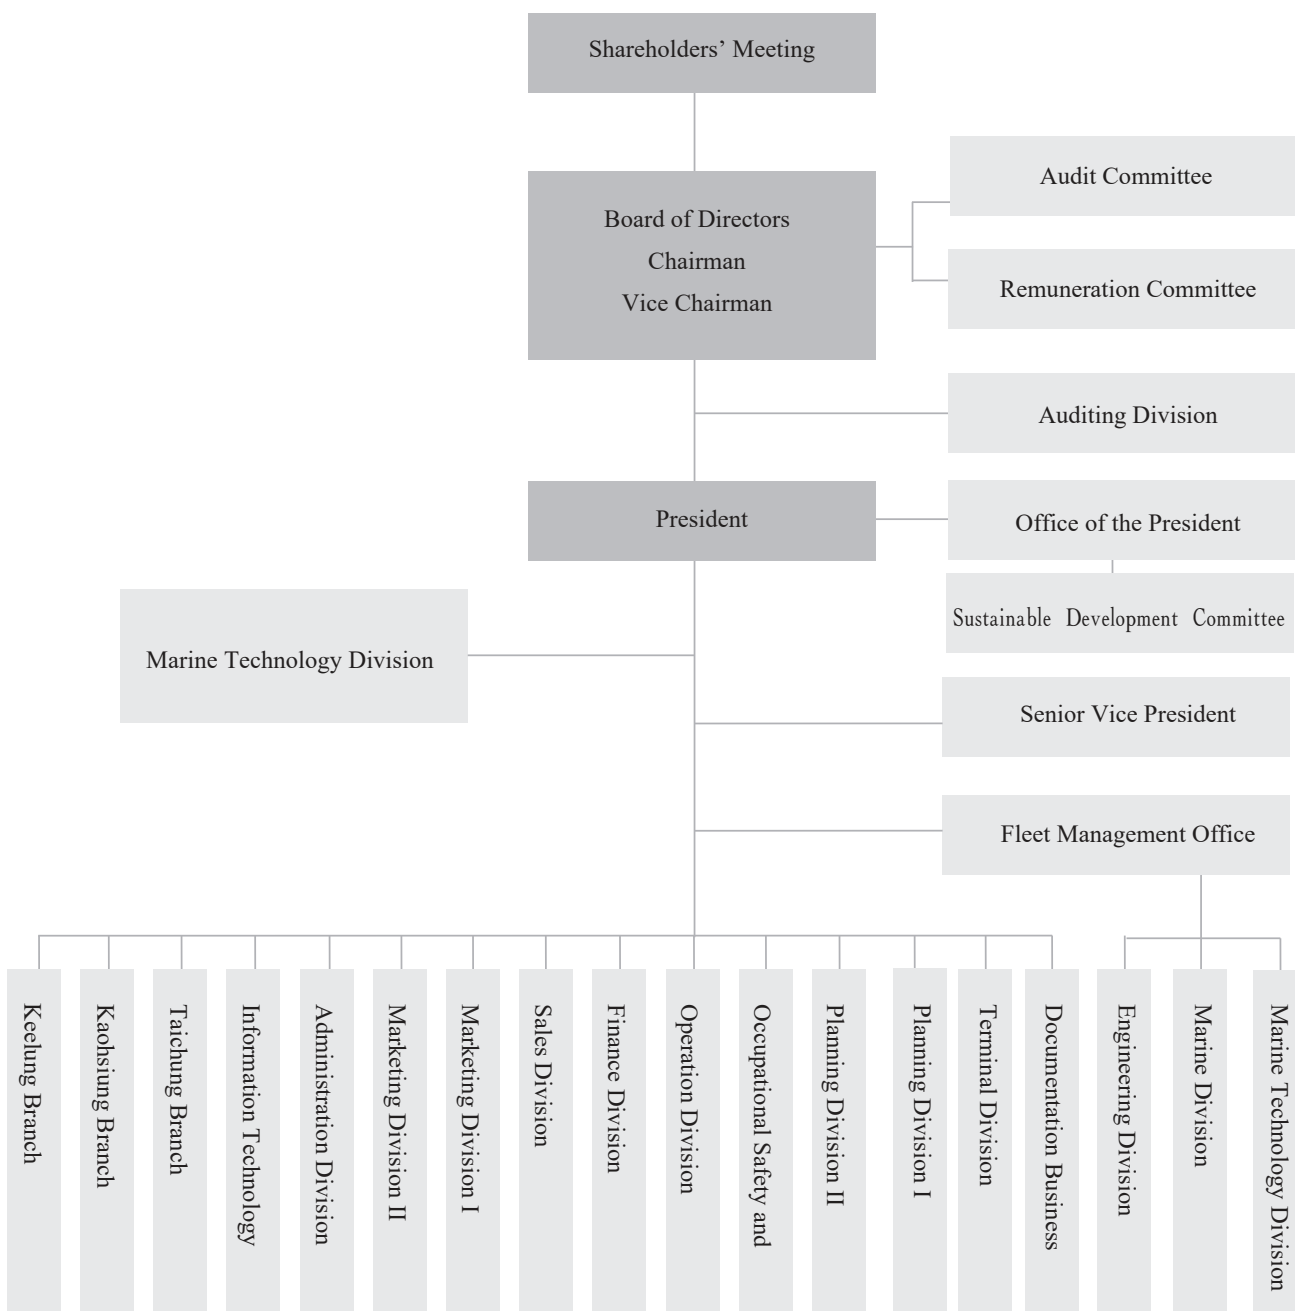 Shareholders’ Meeting
Audit Committee
Board of Directors
Chairman
Vice Chairman
Remuneration Committee
Auditing Division
President
Office of the President
Sustainable Development Committee
Marine Technology Division
Senior Vice President
Fleet Management Office
Keelung Branch
Kaohsiung Branch
Taichung Branch
Information Technology
Administration Division
Marketing Division II
Marketing Division I
Sales Division
Finance Division
Operation Division
Occupational Safety and
Planning Division II
Planning Division I
Terminal Division
Documentation Business
Engineering Division
Marine Division
Marine Technology Division